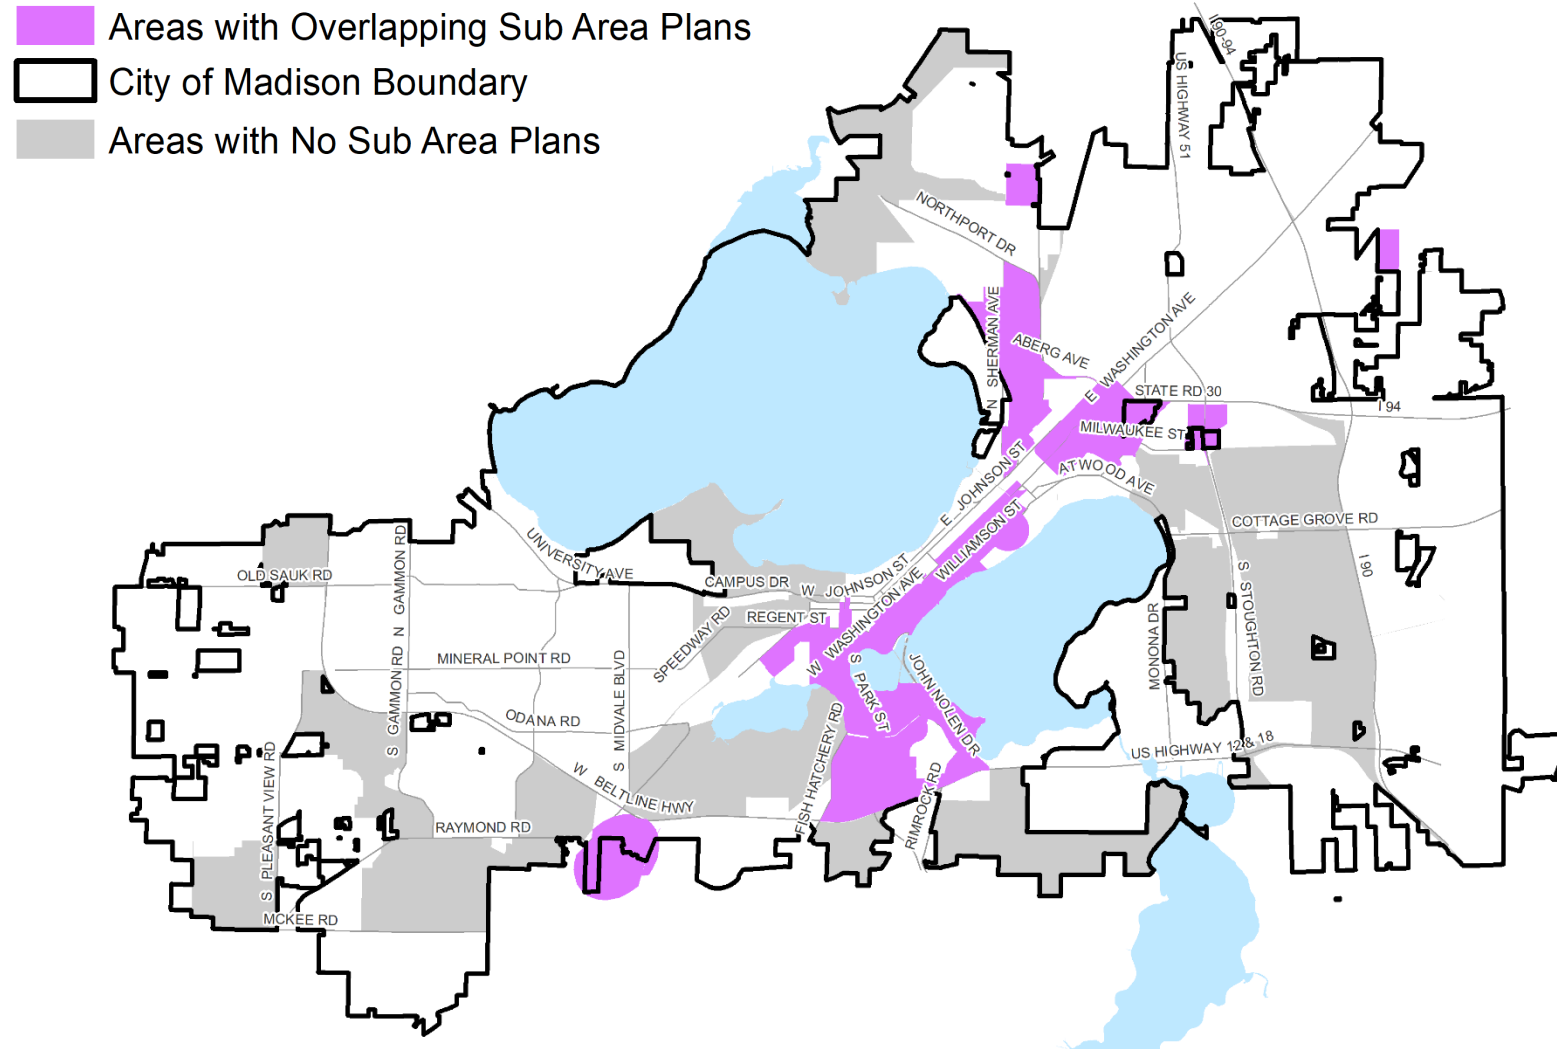 Areas with Overlapping Sub Area Plans
City of Madison Boundary
Areas with No Sub Area Plans
I90-94
US HIGHWAY 51
NORTHPORT DR
N SHERMAN AVE
ABERG AVE
E WASHINGTON AVE
STATE RD 30
I 94
MILWAUKEE ST
ATWOOD AVE
E JOHNSON ST
WILLIAMSON ST
COTTAGE GROVE RD
I 90
UNIVERSITY AVE
OLD SAUK RD
N GAMMON RD
CAMPUS DR
W JOHNSON ST
W WASHINGTON AVE
REGENT ST
SPEEDWAY RD
MINERAL POINT RD
S MIDVALE BLVD
S GAMMON RD
ODANA RD
S PARK ST
JOHN NOLEN DR
MONONA DR
S STOUGHTON RD
US HIGHWAY 12 & 18
FISH HATCHERY RD
RIMROCK RD
W BELTLINE HWY
RAYMOND RD
S PLEASANT VIEW RD
MCKEE RD